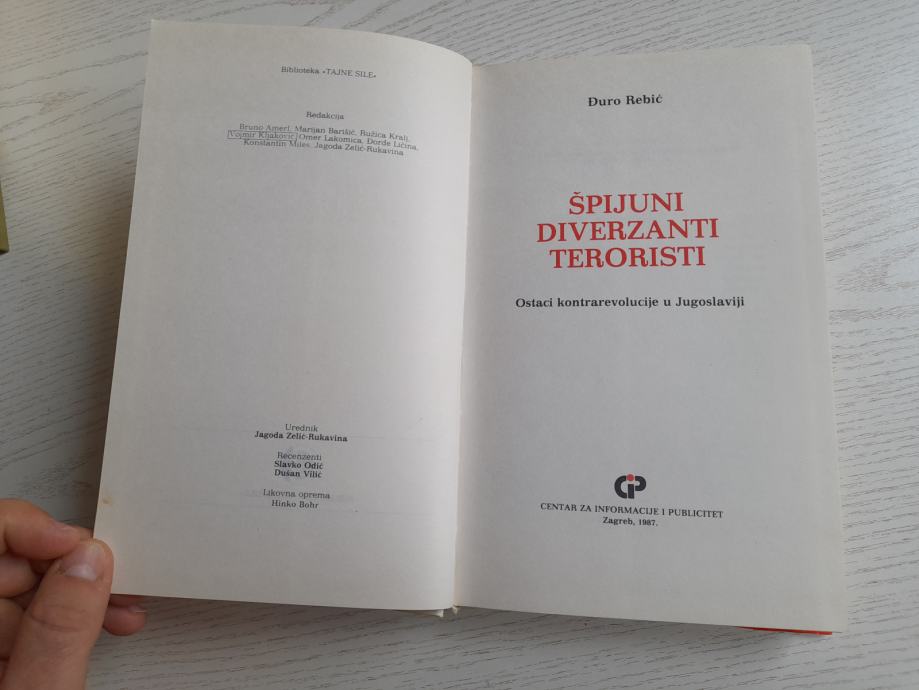 Biblioteka «TAJNE SILE»
Redakcija
Bruno Amerl, Marijan Barišić, Ružica Kralj,
Vojmir Kljaković, Omer Lakomica, Đorđe Ličina,
Konstantin Miles, Jagoda Zelić-Rukavina
Urednik
Jagoda Zelić-Rukavina
Recenzenti
Slavko Odić
Dušan Vilić
Likovna oprema
Hinko Bohr
Đuro Rebić
ŠPIJUNI
DIVERZANTI
TERORISTI
Ostaci kontrarevolucije u Jugoslaviji
CIP
CENTAR ZA INFORMACIJE I PUBLICITET
Zagreb, 1987.